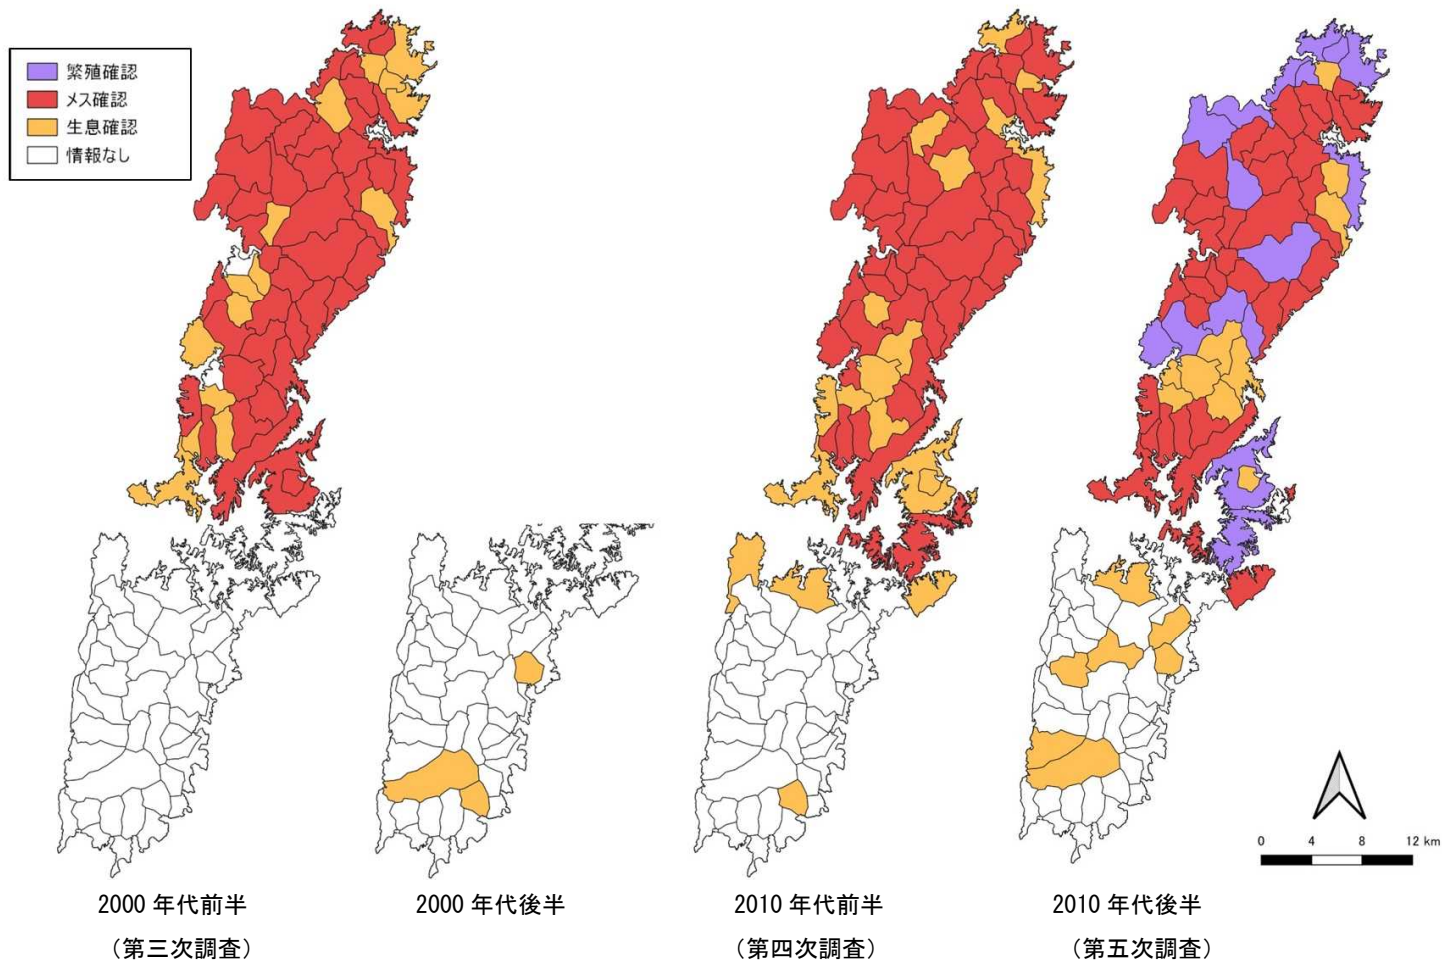 繁殖確認
メス確認
生息確認
情報なし
0 4 8 12 km
2000 年代前半
2000 年代後半
2010 年代前半
2010 年代後半
（第三次調査）
（第四次調査）
（第五次調査）